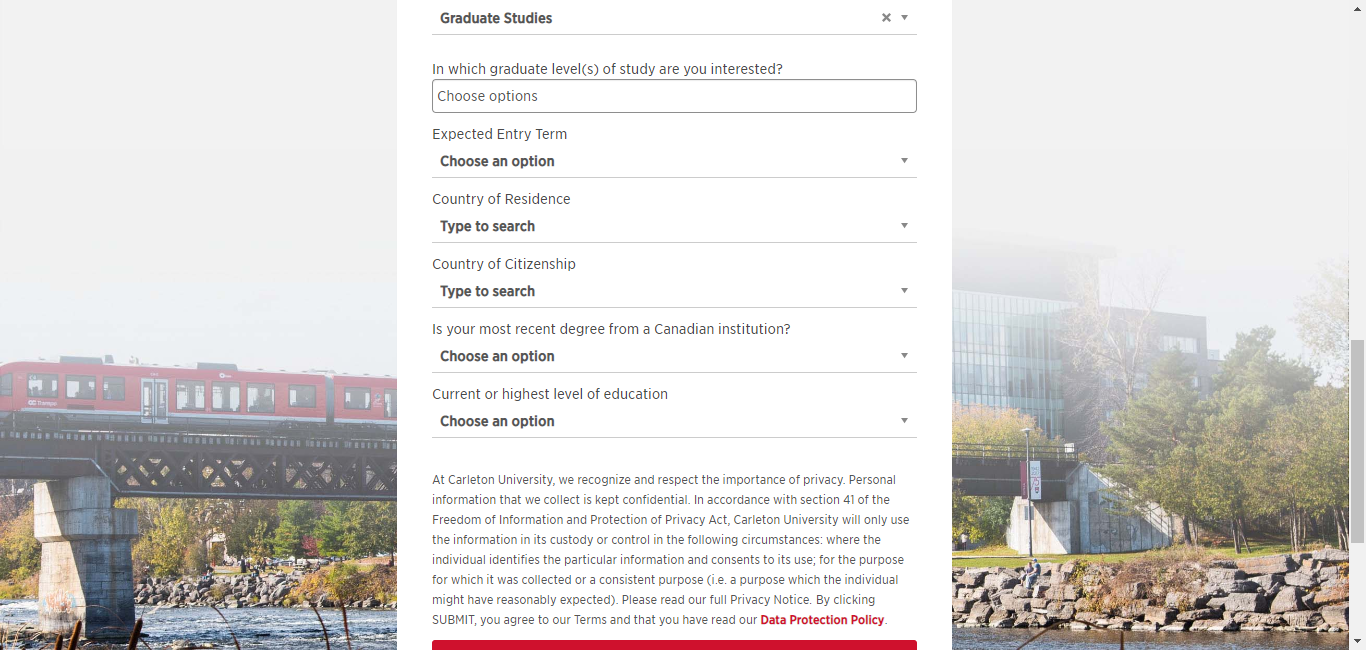 Graduate Studies
In which graduate level(s) of study are you interested?
Choose options
Expected Entry Term
Choose an option
Country of Residence
Type to search
Country of Citizenship
Type to search
Is your most recent degree from a Canadian institution?
Choose an option
Current or highest level of education
Choose an option
At Carleton University, we recognize and respect the importance of privacy. Personal
information that we collect is kept confidential. In accordance with section 41 of the
Freedom of Information and Protection of Privacy Act, Carleton University will only use
the information in its custody or control in the following circumstances: where the
individual identifies the particular information and consents to its use; for the purpose
for which it was collected or a consistent purpose (i.e. a purpose which the individual
might have reasonably expected). Please read our full Privacy Notice. By clicking
SUBMIT, you agree to our Terms and that you have read our Data Protection Policy.